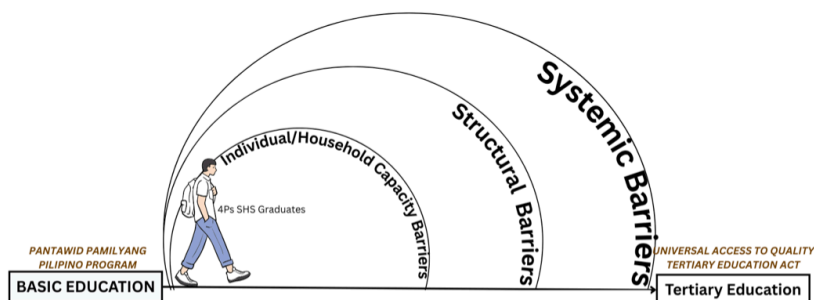 Systemic Barriers
Structural Barriers
Individual/Household Capacity Barriers
4Ps SHS Graduates
PANTAWID PAMILYANG
PILIPINO PROGRAM
BASIC EDUCATION
UNIVERSAL ACCESS TO QUALITY
TERTIARY EDUCATION ACT
Tertiary Education